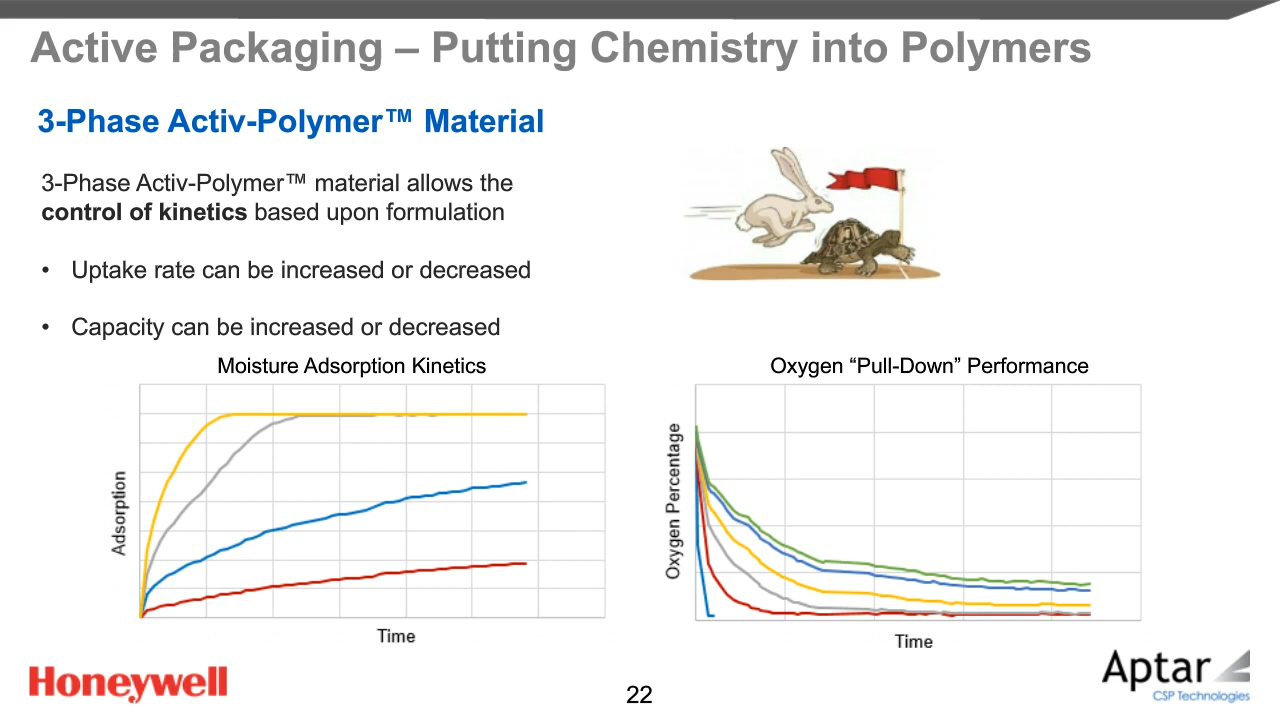 Active Packaging – Putting Chemistry into Polymers
3-Phase Activ-Polymer™ Material
3-Phase Activ-Polymer™ material allows the
control of kinetics based upon formulation
• Uptake rate can be increased or decreased
• Capacity can be increased or decreased
Moisture Adsorption Kinetics
Adsorption
Time
Oxygen “Pull-Down” Performance
Oxygen Percentage
Time
Honeywell
22
Aptar
CSP Technologies